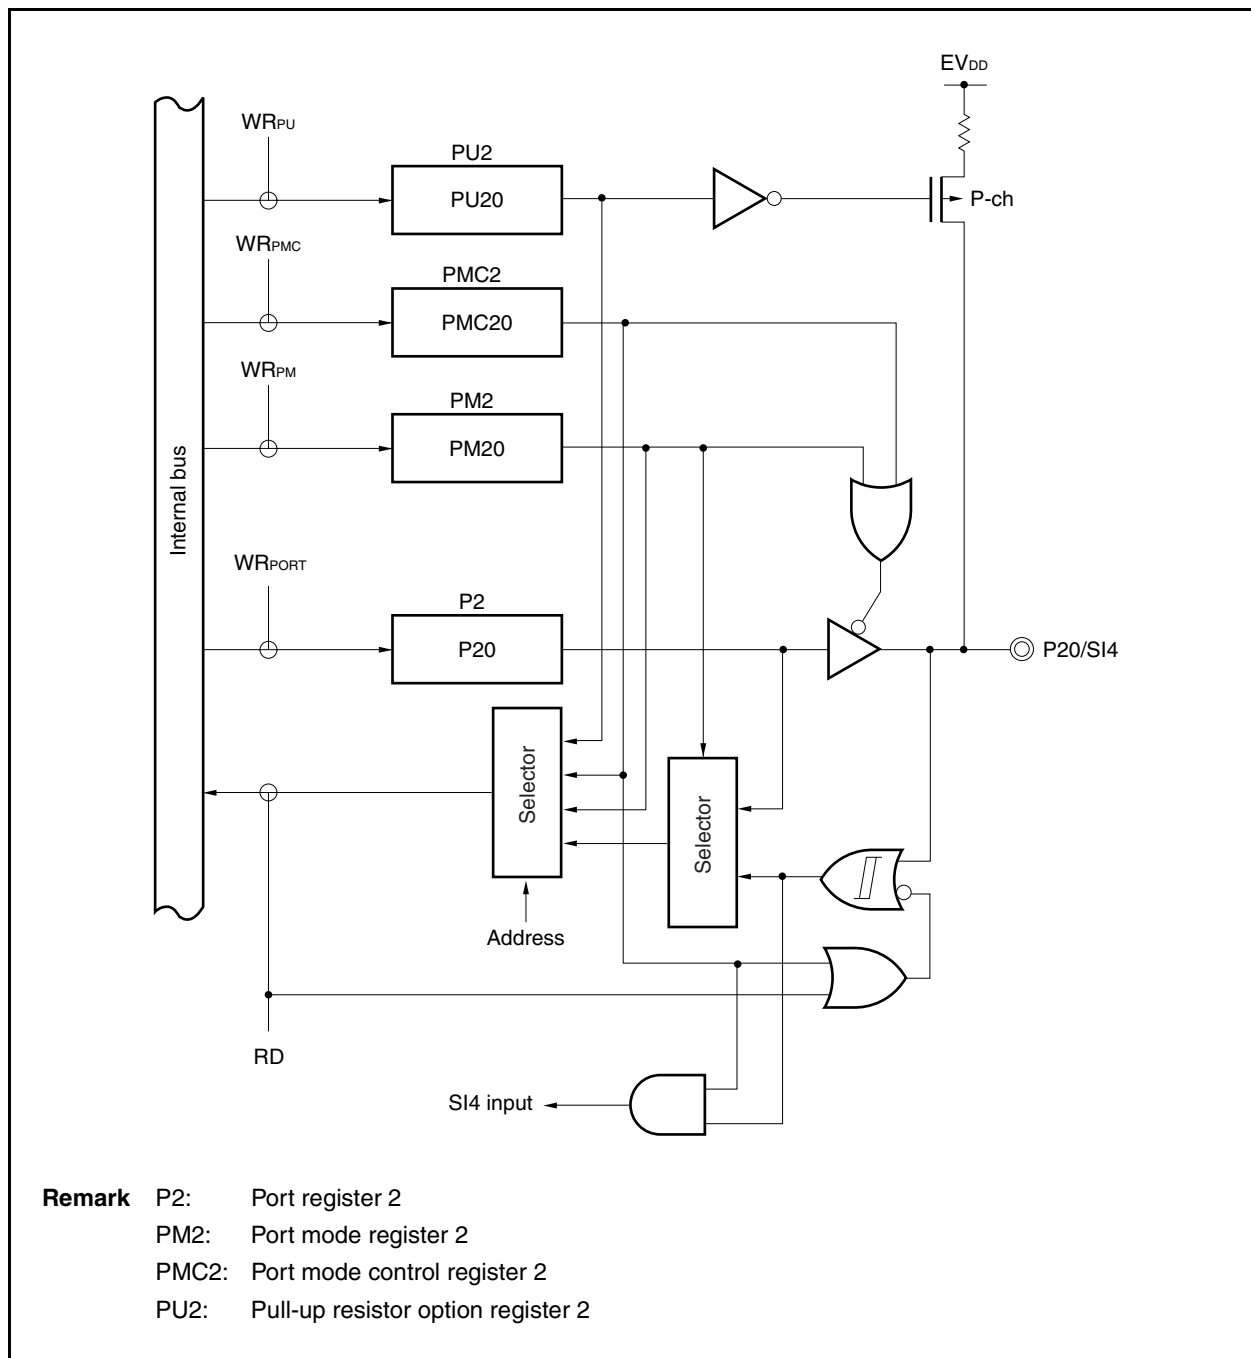 EVDD
WRPU
PU2
PU20
P-ch
WRPMC
PMC2
PMC20
WRPM
PM2
PM20
Internal bus
WRPORT
P2
P20
P20/SI4
Selector
Selector
Address
RD
SI4 input
Remark P2: Port register 2
PM2: Port mode register 2
PMC2: Port mode control register 2
PU2: Pull-up resistor option register 2